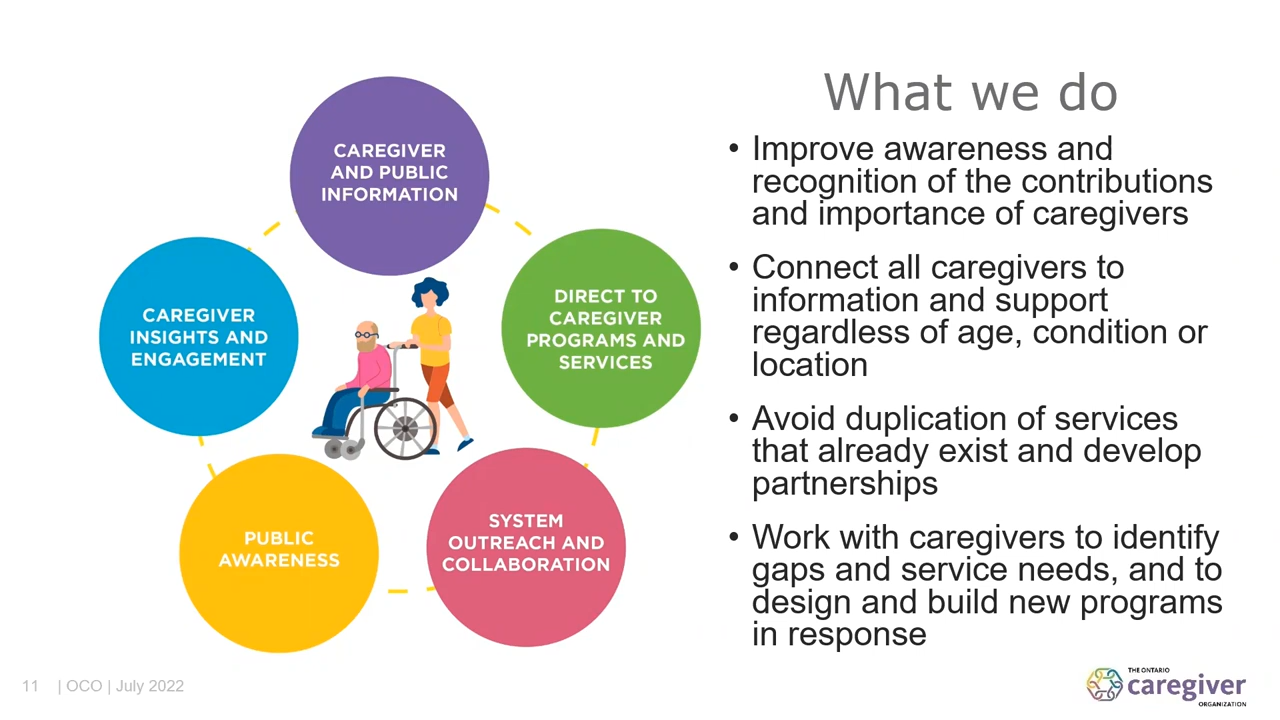 CAREGIVER
AND PUBLIC
INFORMATION
DIRECT TO
CAREGIVER
PROGRAMS AND
SERVICES
SYSTEM
OUTREACH AND
COLLABORATION
PUBLIC
AWARENESS
CAREGIVER
INSIGHTS AND
ENGAGEMENT
What we do
• Improve awareness and
recognition of the contributions
and importance of caregivers
• Connect all caregivers to
information and support
regardless of age, condition or
location
• Avoid duplication of services
that already exist and develop
partnerships
• Work with caregivers to identify
gaps and service needs, and to
design and build new programs
in response
11 | OCO | July 2022
THE ONTARIO
caregiver
ORGANIZATION